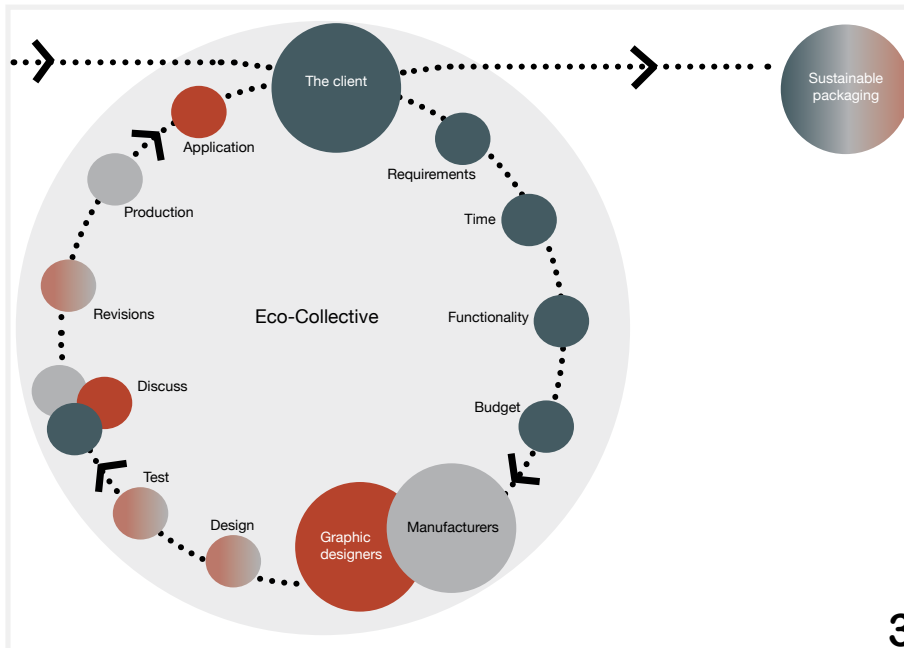 The client
Sustainable
packaging
Application
Requirements
Production
Time
Revisions
Eco-Collective
Functionality
Discuss
Budget
Test
Design
Graphic
designers
Manufacturers
3